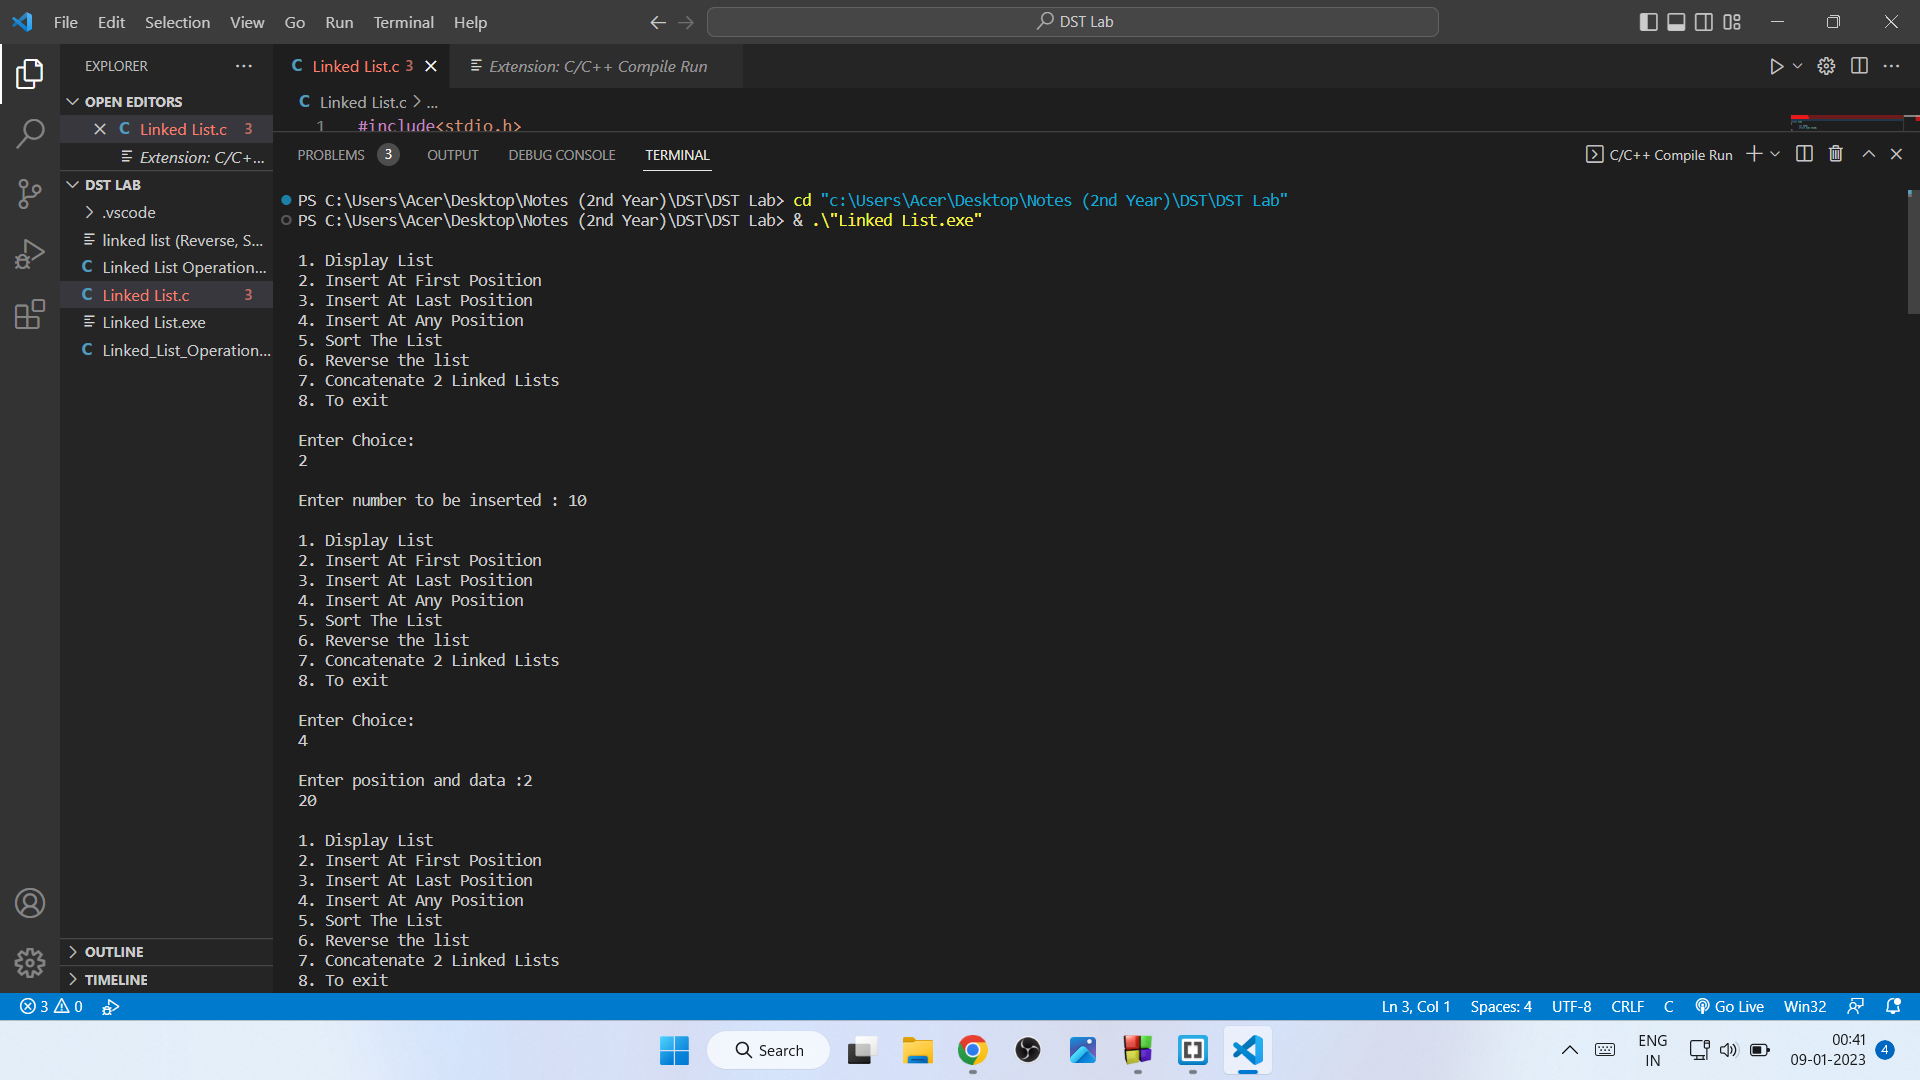 File Edit Selection View Go Run Terminal Help
DST Lab
EXPLORER
OPEN EDITORS
Linked List.c 3
Extension: C/C+...
DST LAB
.vscode
linked list (Reverse, S...
Linked List Operation...
Linked List.c 3
Linked List.exe
Linked_List_Operation...
OUTLINE
TIMELINE
Linked List.c 3
Extension: C/C++ Compile Run
Linked List.c > ...
1 #include<stdio.h>
PROBLEMS 3 OUTPUT DEBUG CONSOLE TERMINAL
C/C++ Compile Run
PS C:\Users\Acer\Desktop\Notes (2nd Year)\DST\DST Lab> cd "c:\Users\Acer\Desktop\Notes (2nd Year)\DST\DST Lab"
PS C:\Users\Acer\Desktop\Notes (2nd Year)\DST\DST Lab> & .\"Linked List.exe"
1. Display List
2. Insert At First Position
3. Insert At Last Position
4. Insert At Any Position
5. Sort The List
6. Reverse the list
7. Concatenate 2 Linked Lists
8. To exit
Enter Choice:
2
Enter number to be inserted : 10
1. Display List
2. Insert At First Position
3. Insert At Last Position
4. Insert At Any Position
5. Sort The List
6. Reverse the list
7. Concatenate 2 Linked Lists
8. To exit
Enter Choice:
4
Enter position and data :2
20
1. Display List
2. Insert At First Position
3. Insert At Last Position
4. Insert At Any Position
5. Sort The List
6. Reverse the list
7. Concatenate 2 Linked Lists
8. To exit
3 0
Ln 3, Col 1 Spaces: 4 UTF-8 CRLF C Go Live Win32
Search
ENG
IN
00:41
09-01-2023
4